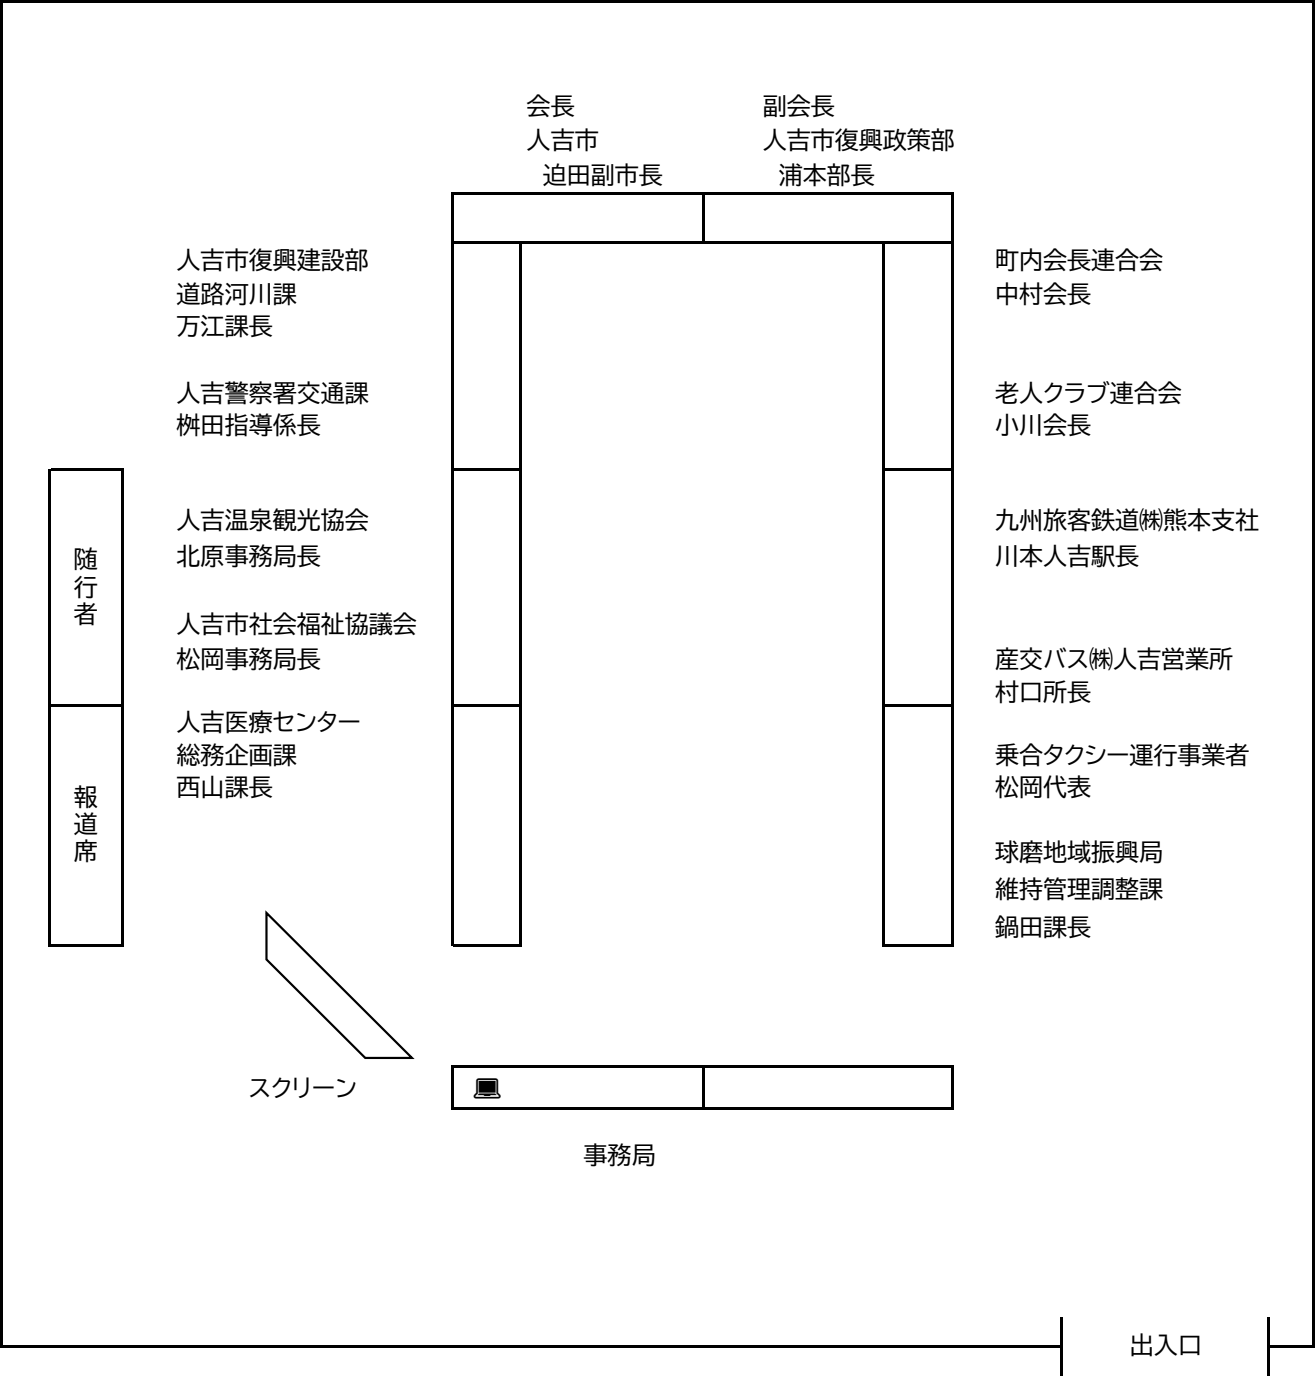 会長
人吉市
迫田副市長
副会長
人吉市復興政策部
浦本部長
人吉市復興建設部
道路河川課
万江課長
人吉警察署交通課
桝田指導係長
人吉温泉観光協会
北原事務局長
人吉市社会福祉協議会
松岡事務局長
人吉医療センター
総務企画課
西山課長
町内会長連合会
中村会長
老人クラブ連合会
小川会長
九州旅客鉄道㈱熊本支社
川本人吉駅長
産交バス㈱人吉営業所
村口所長
乗合タクシー運行事業者
松岡代表
球磨地域振興局
維持管理調整課
鍋田課長
随行者
報道席
スクリーン
事務局
出入口